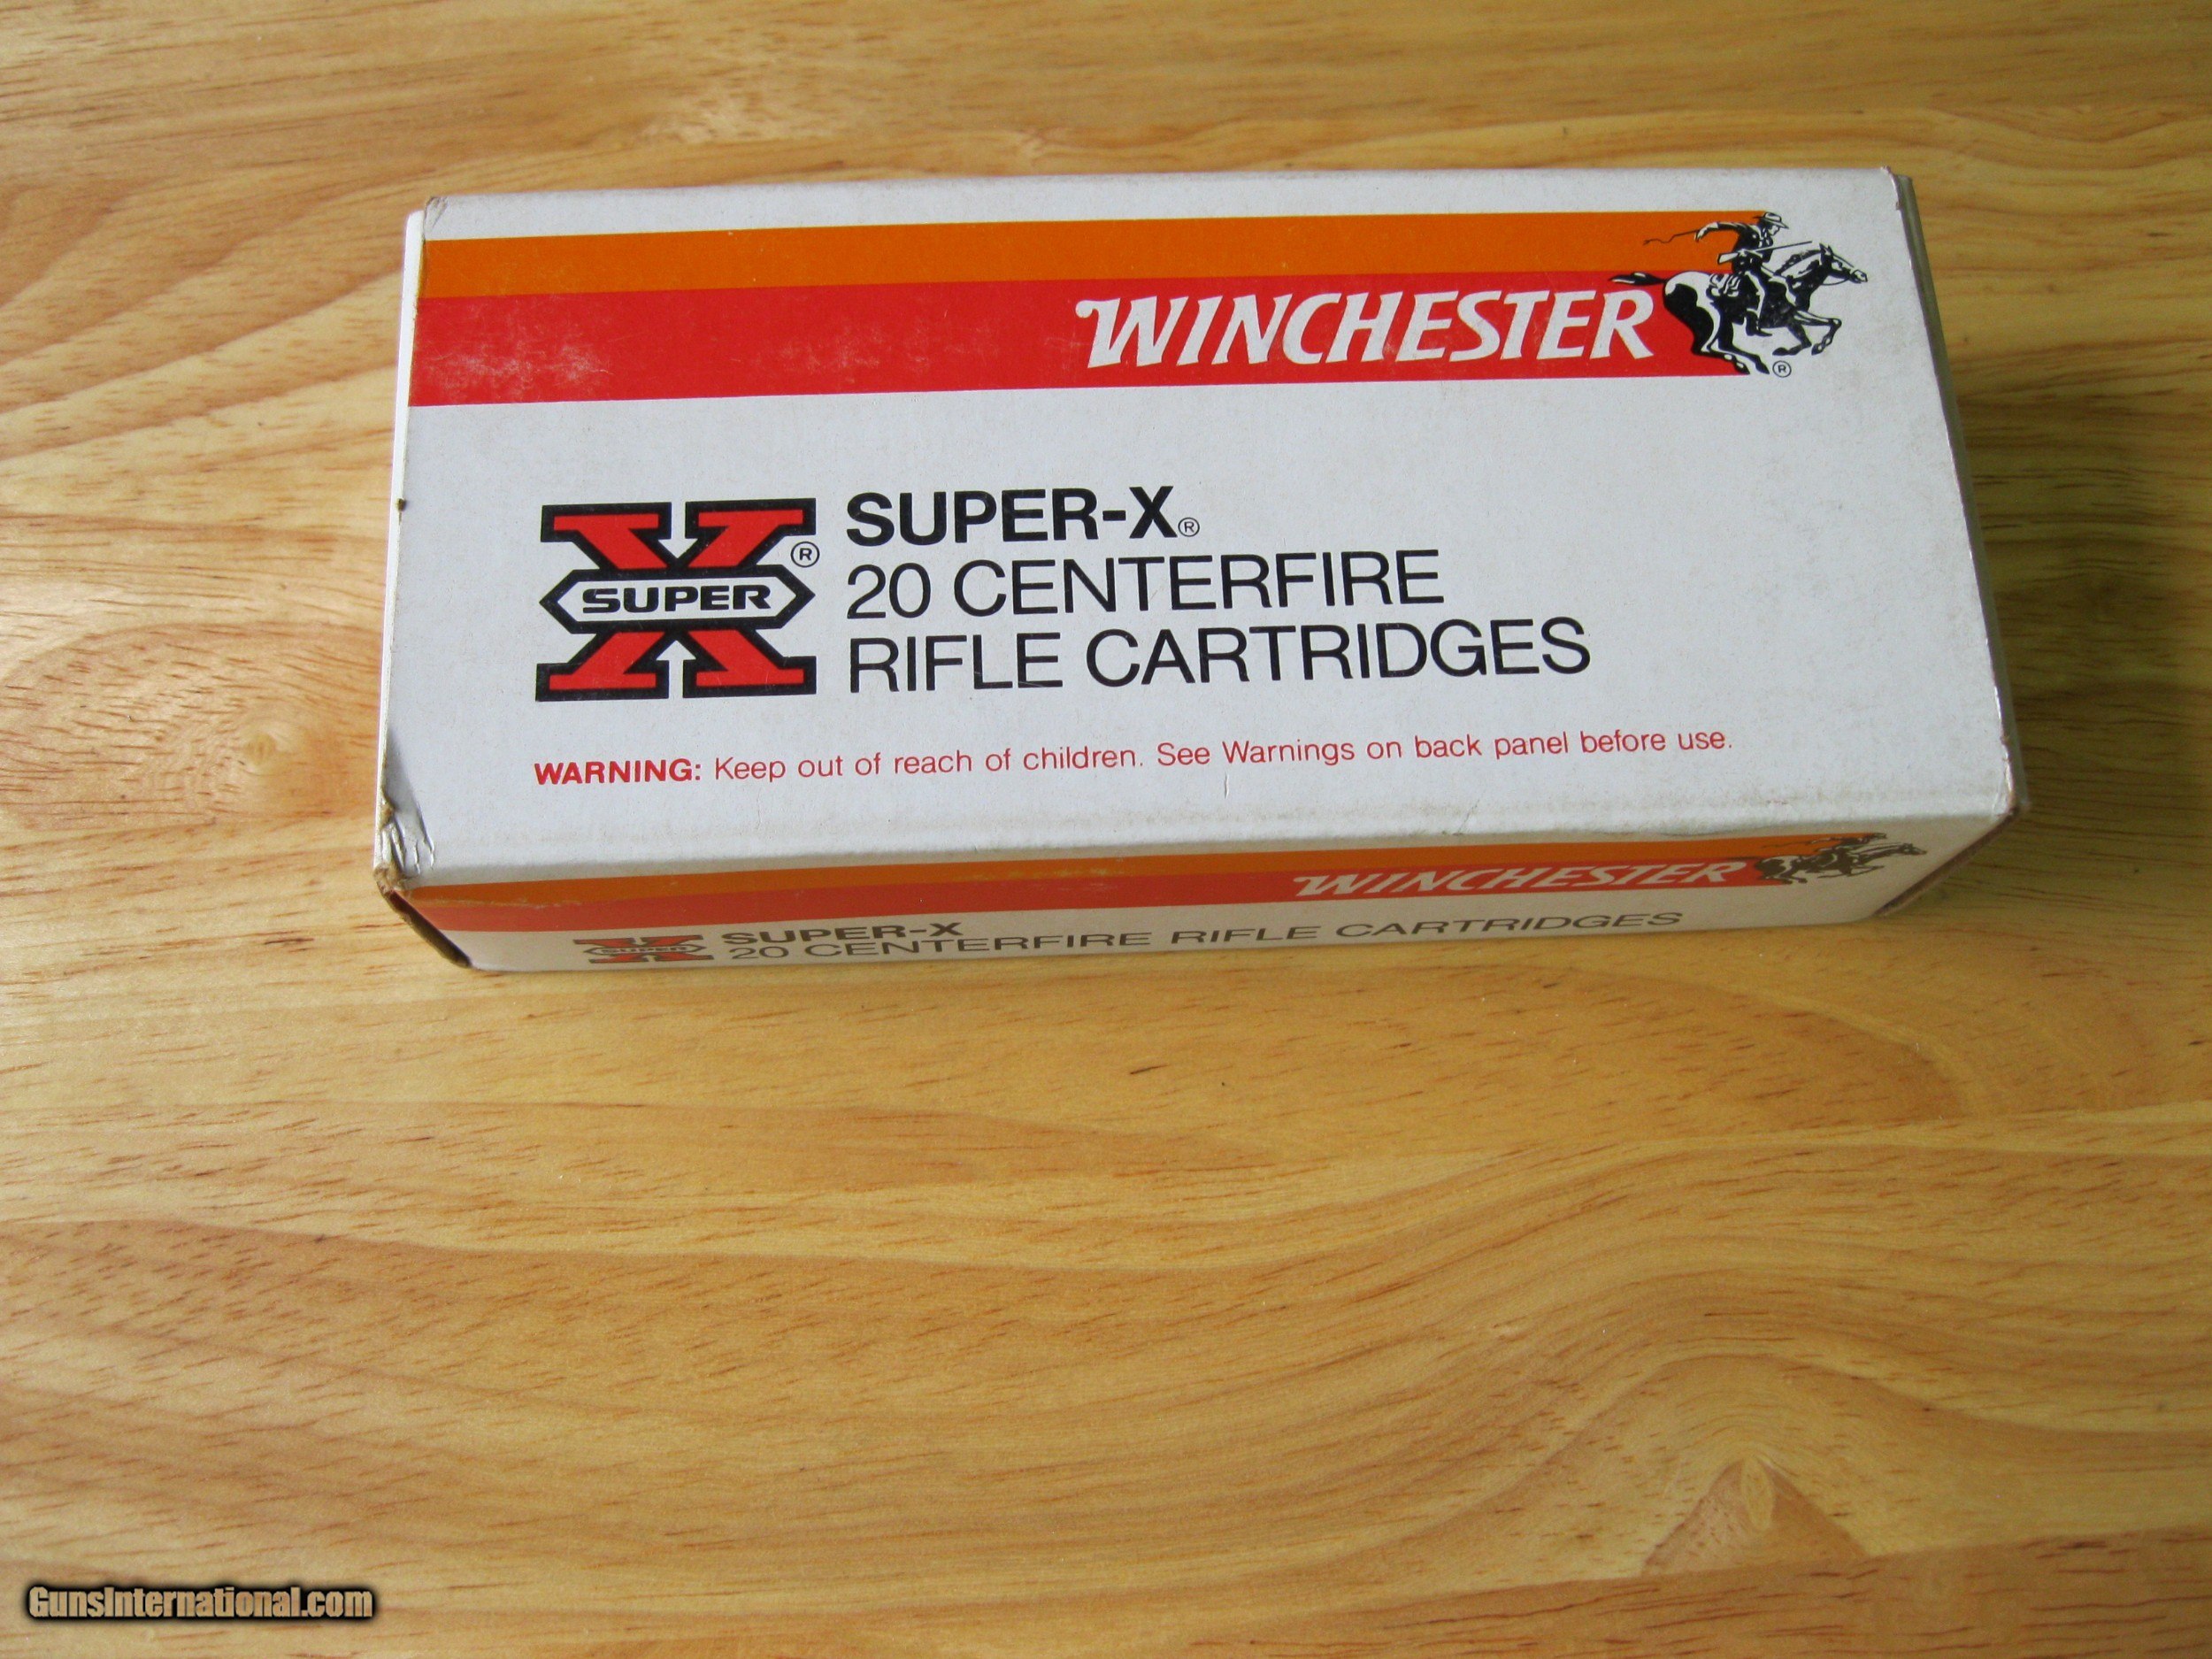 WINCHESTER®
SUPER X®
SUPER-X®
20 CENTERFIRE
RIFLE CARTRIDGES
WARNING: Keep out of reach of children. See Warnings on back panel before use.
WINCHESTER
SUPER X
SUPER-X
20 CENTERFIRE RIFLE CARTRIDGES
GunsInternational.com